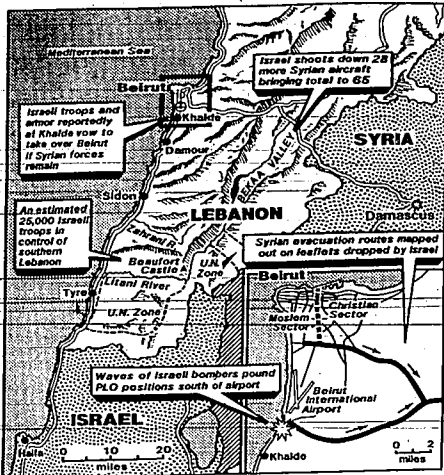 Mediterranean Sea
Israel shoots down 28
more Syrian aircraft
bringing total to 65
Beirut
Israeli troops and
armor reportedly
at Khalde vow to
take over Beirut
if Syrian forces
remain
Khalde
Damour
SYRIA
BEKAA VALLEY
Sidon
LEBANON
Damascus
An estimated
25,000 Israeli
troops in
control of
southern
Lebanon
Zahrani R.
Beaufort
Castle
U.N.
Zone
Syrian evacuation routes mapped
out on leaflets dropped by Israel
Beirut
Litani River
Tyre
U.N. Zone
Moslem
Sector
Christian
Sector
Waves of Israeli bombers pound
PLO positions south of airport
Beirut
International
Airport
ISRAEL
Haifa
0 10 20
miles
Khalde
0 2
miles